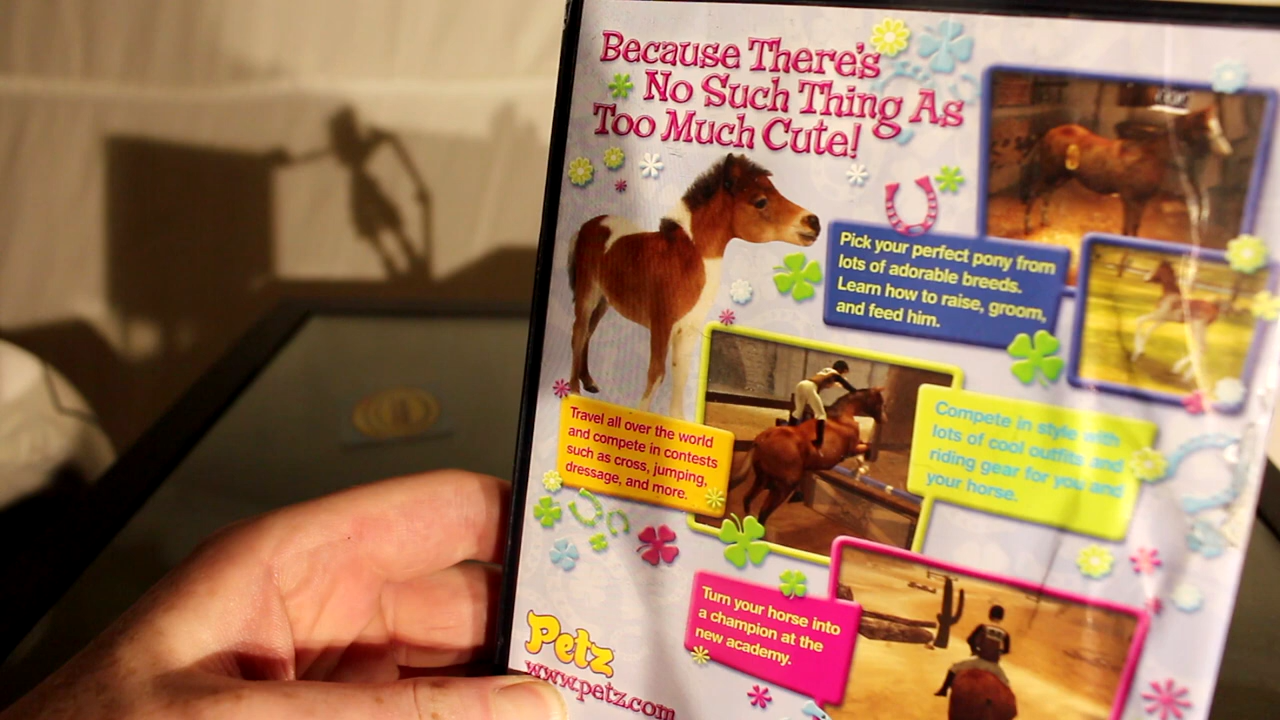 Because There's
No Such Thing As
Too Much Cute!
Pick your perfect pony from
lots of adorable breeds.
Learn how to raise, groom,
and feed him.
Travel all over the world
and compete in contests
such as cross, jumping,
dressage, and more.
Compete in style with
lots of cool outfits and
riding gear for you and
your horse.
Turn your horse into
a champion at the
new academy.
Petz
www.petz.com